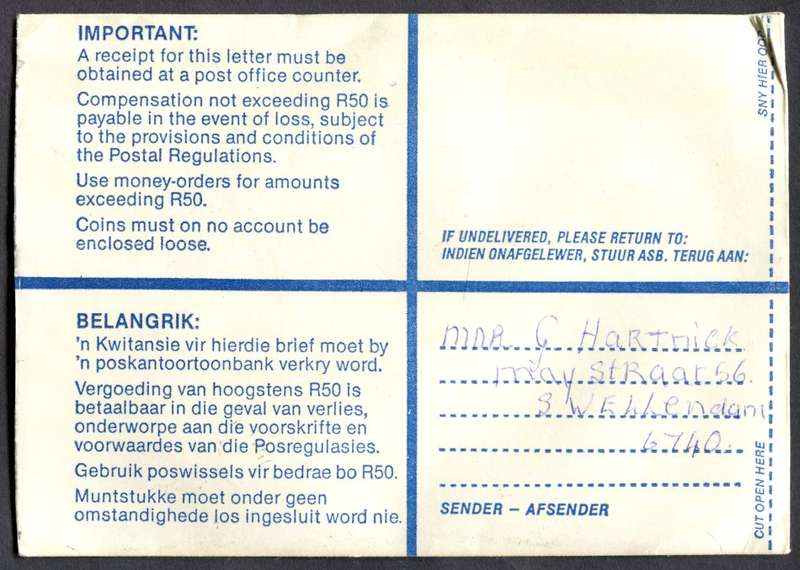 IMPORTANT:
A receipt for this letter must be
obtained at a post office counter.
Compensation not exceeding R50 is
payable in the event of loss, subject
to the provisions and conditions of
the Postal Regulations.
Use money-orders for amounts
exceeding R50.
Coins must on no account be
enclosed loose.
IF UNDELIVERED, PLEASE RETURN TO:
INDIEN ONAFGELEWER, STUUR ASB. TERUG AAN:
SNY HIER OOP
BELANGRIK:
'n Kwitansie vir hierdie brief moet by
'n poskantoortoonbank verkry word.
Vergoeding van hoogstens R50 is
betaalbaar in die geval van verlies,
onderworpe aan die voorskrifte en
voorwaardes van die Posregulasies.
Gebruik poswissels vir bedrae bo R50.
Muntstukke moet onder geen
omstandighede los ingesluit word nie.
MNR G HARTNICK
StRaat 56.
SWELLendam
6740.
SENDER – AFSENDER
CUT OPEN HERE